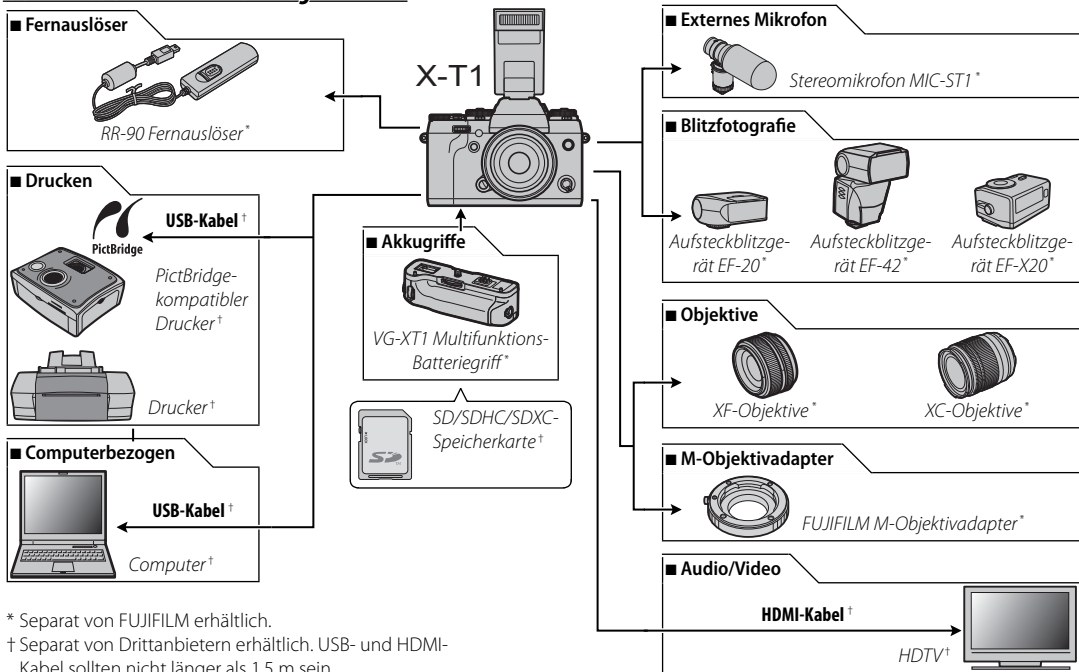 ■ Fernauslöser
RR-90 Fernauslöser*
X-T1
■ Externes Mikrofon
Stereomikrofon MIC-ST1*
■ Blitzfotografie
Aufsteckblitzge-
rät EF-20*
Aufsteckblitzge-
rät EF-42*
Aufsteckblitzge-
rät EF-X20*
■ Drucken
PictBridge
USB-Kabel†
PictBridge-
kompatibler
Drucker†
Drucker†
■ Akkugriffe
VG-XT1 Multifunktions-
Batteriegriff*
SD/SDHC/SDXC-
Speicherkarte†
SD
■ Objektive
XF-Objektive*
XC-Objektive*
■ Computerbezogen
USB-Kabel†
Computer†
■ M-Objektivadapter
FUJIFILM M-Objektivadapter*
■ Audio/Video
HDMI-Kabel†
HDTV†
* Separat von FUJIFILM erhältlich.
† Separat von Drittanbietern erhältlich. USB- und HDMI-
Kabel sollten nicht länger als 1,5 m sein.